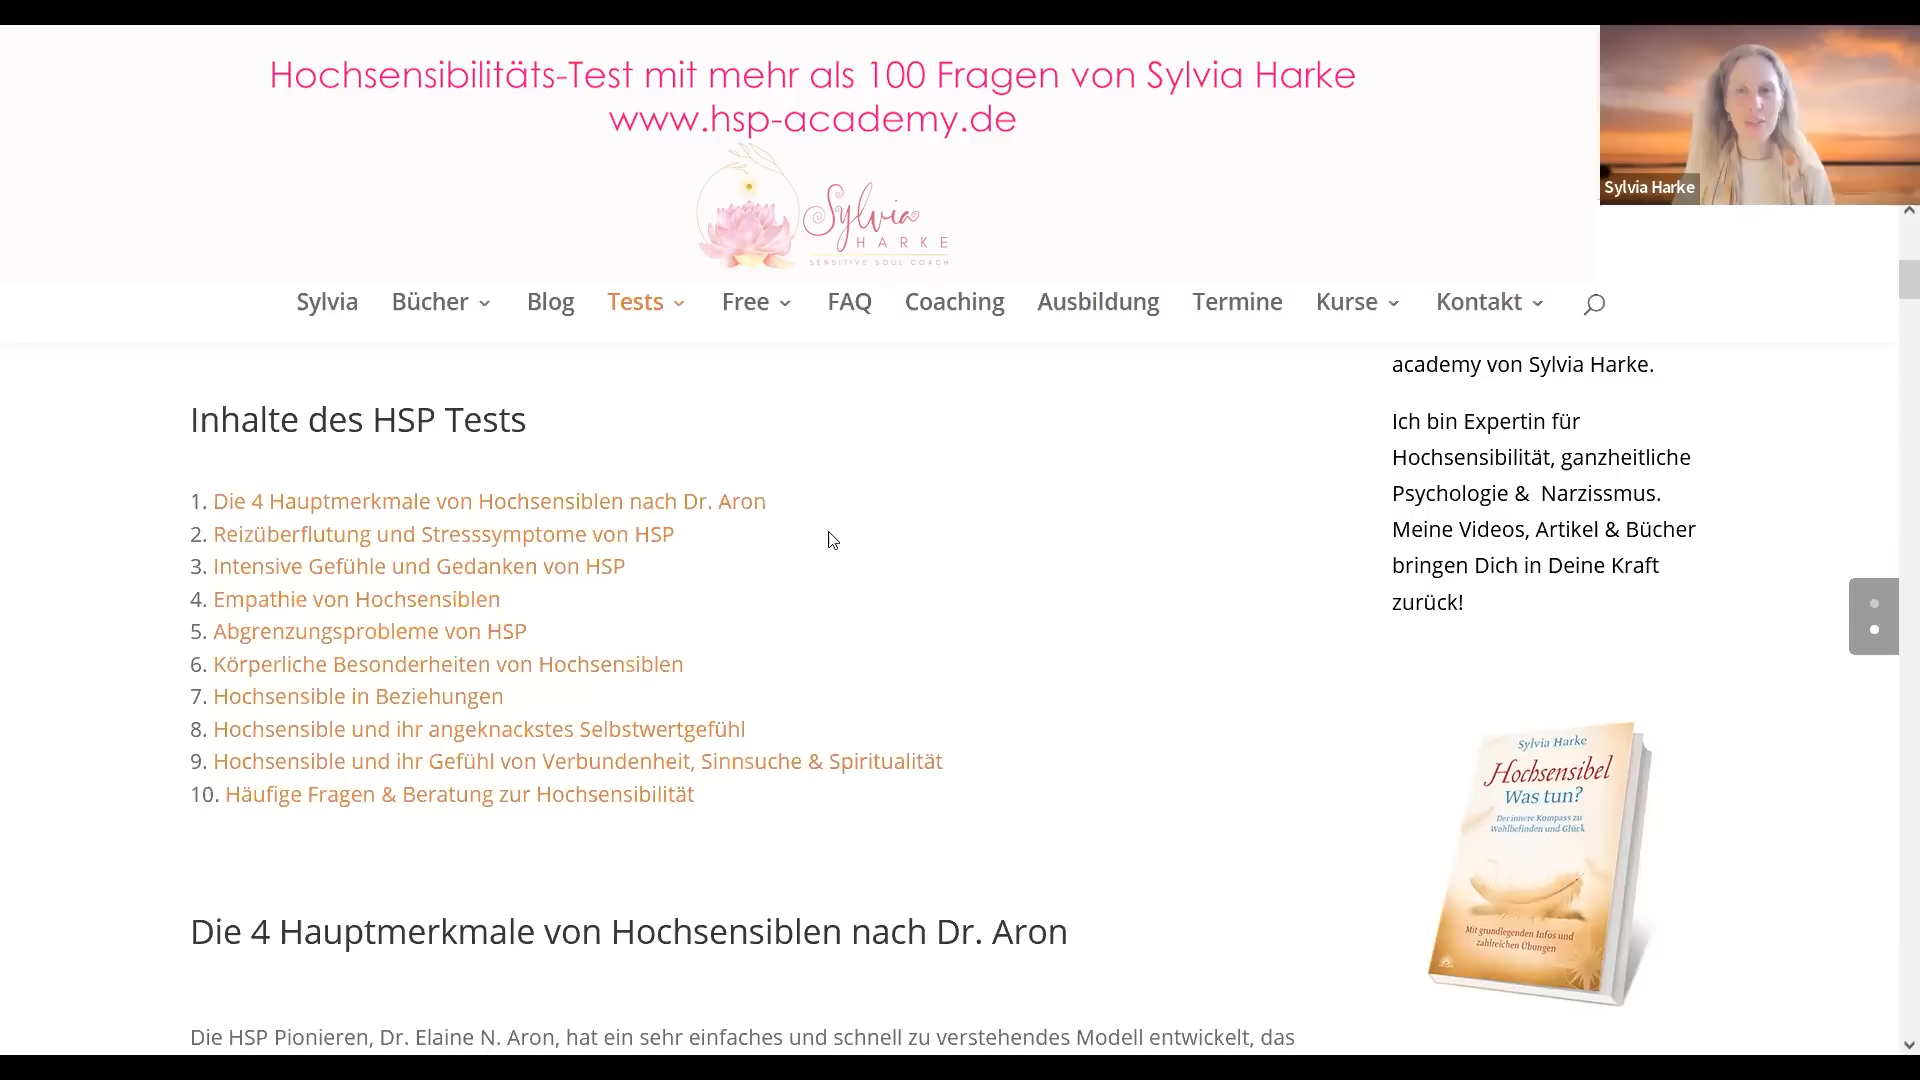 Hochsensibilitäts-Test mit mehr als 100 Fragen von Sylvia Harke
www.hsp-academy.de
Sylvia
HARKE
SENSITIVE SOUL COACH
Sylvia Harke
Sylvia Bücher Blog Tests Free FAQ Coaching Ausbildung Termine Kurse Kontakt
Inhalte des HSP Tests
1. Die 4 Hauptmerkmale von Hochsensiblen nach Dr. Aron
2. Reizüberflutung und Stresssymptome von HSP
3. Intensive Gefühle und Gedanken von HSP
4. Empathie von Hochsensiblen
5. Abgrenzungsprobleme von HSP
6. Körperliche Besonderheiten von Hochsensiblen
7. Hochsensible in Beziehungen
8. Hochsensible und ihr angeknackstes Selbstwertgefühl
9. Hochsensible und ihr Gefühl von Verbundenheit, Sinnsuche & Spiritualität
10. Häufige Fragen & Beratung zur Hochsensibilität
Die 4 Hauptmerkmale von Hochsensiblen nach Dr. Aron
Die HSP Pionieren, Dr. Elaine N. Aron, hat ein sehr einfaches und schnell zu verstehendes Modell entwickelt, das
academy von Sylvia Harke.
Ich bin Expertin für
Hochsensibilität, ganzheitliche
Psychologie & Narzissmus.
Meine Videos, Artikel & Bücher
bringen Dich in Deine Kraft
zurück!
Sylvia Harke
Hochsensibel
Was tun?
Der innere Kompass zu
Wohlbefinden und Glück
Mit grundlegenden Infos und
zahlreichen Übungen